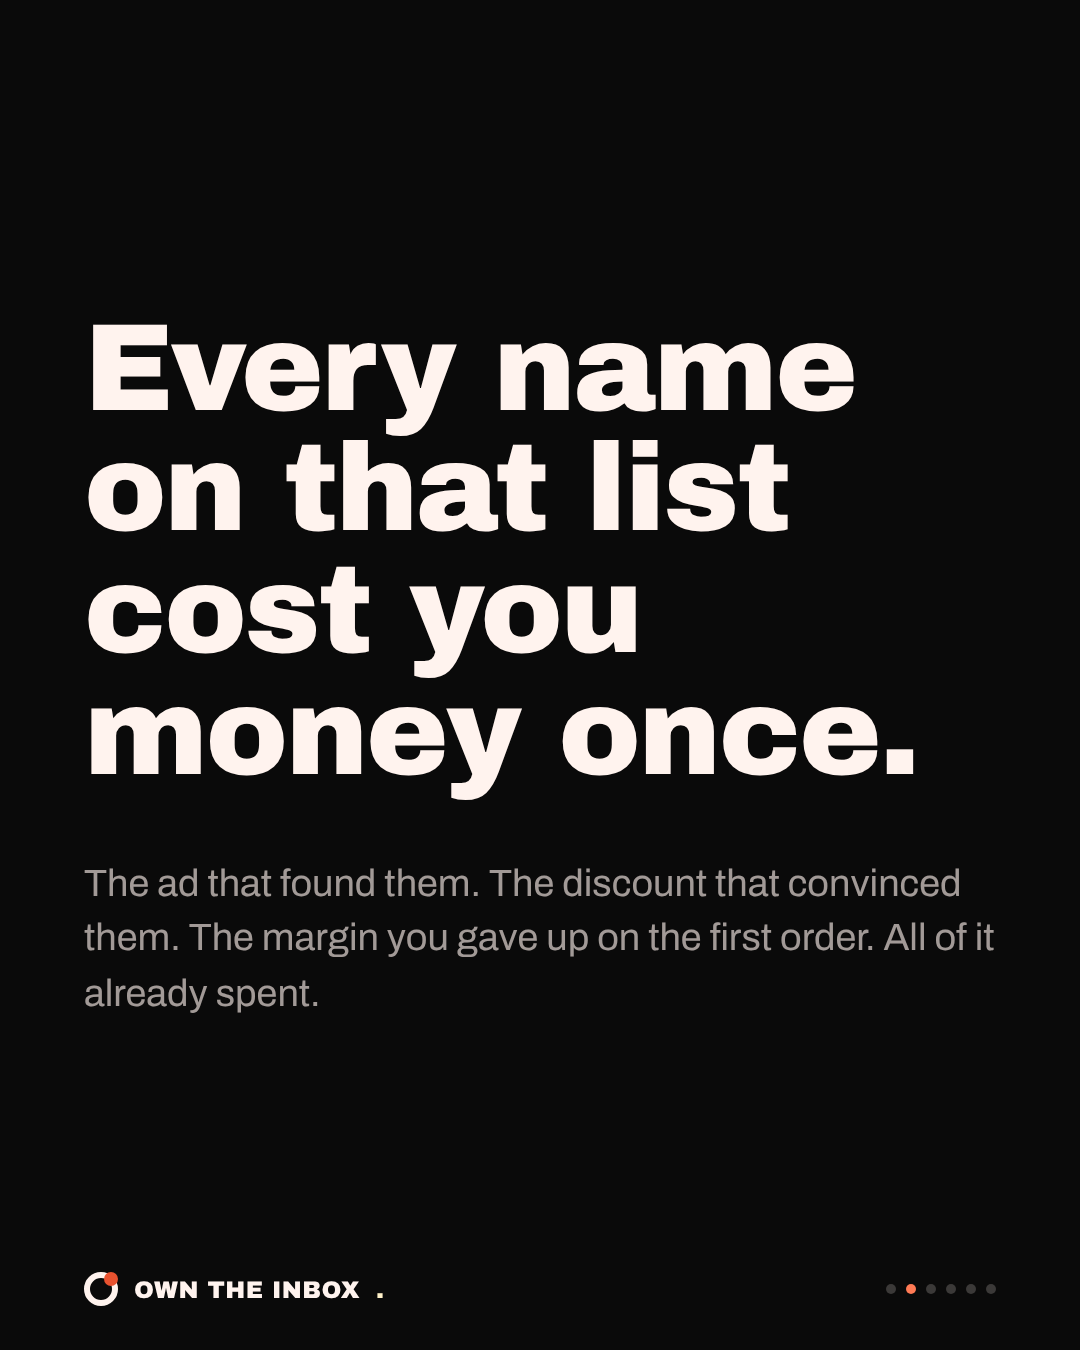 Every name
on that list
cost you
money once.
The ad that found them. The discount that convinced
them. The margin you gave up on the first order. All of it
already spent.
OWN THE INBOX .